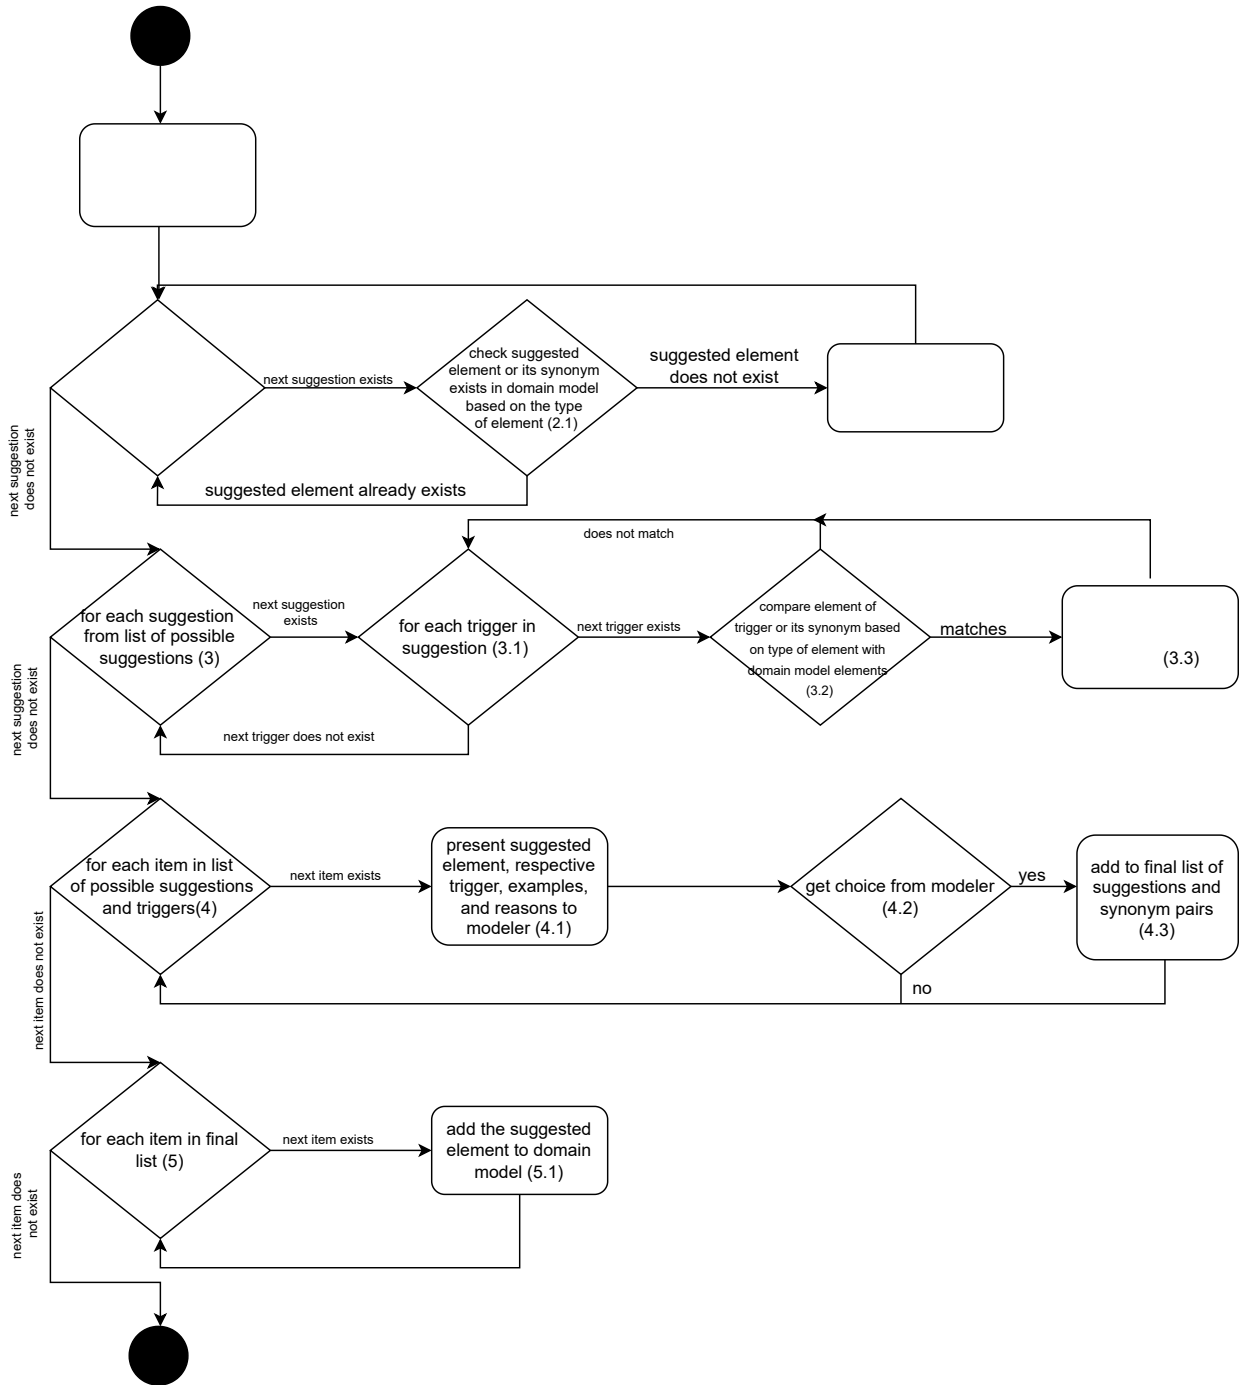 next suggestion exists
check suggested
element or its synonym
exists in domain model
based on the type
of element (2.1)
suggested element
does not exist
next suggestion
does not exist
suggested element already exists
does not match
for each suggestion
from list of possible
suggestions (3)
next suggestion
exists
for each trigger in
suggestion (3.1)
next trigger exists
compare element of
trigger or its synonym based
on type of element with
domain model elements
(3.2)
matches
(3.3)
next suggestion
does not exist
next trigger does not exist
for each item in list
of possible suggestions
and triggers(4)
next item exists
present suggested
element, respective
trigger, examples,
and reasons to
modeler (4.1)
get choice from modeler
(4.2)
yes
add to final list of
suggestions and
synonym pairs
(4.3)
no
next item does not exist
for each item in final
list (5)
next item exists
add the suggested
element to domain
model (5.1)
next item does
not exist